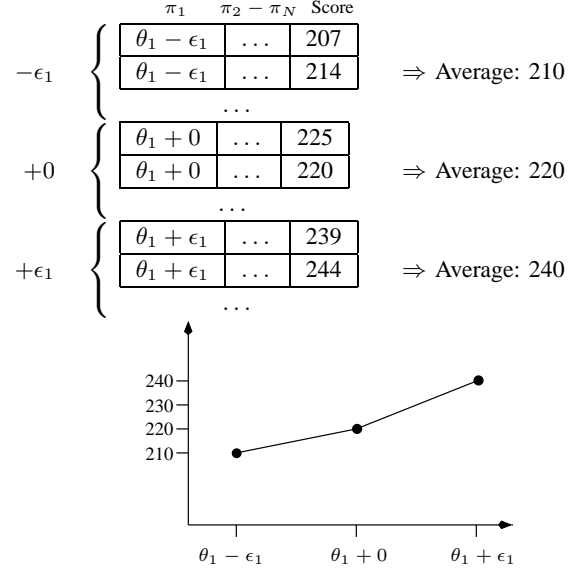 π₁ π₂ − π_N Score
θ₁ − ϵ₁ ... 207
−ϵ₁ θ₁ − ϵ₁ ... 214 ⇒ Average: 210
...
θ₁ + 0 ... 225
+0 θ₁ + 0 ... 220 ⇒ Average: 220
...
θ₁ + ϵ₁ ... 239
+ϵ₁ θ₁ + ϵ₁ ... 244 ⇒ Average: 240
...
240
230
220
210
θ₁ − ϵ₁ θ₁ + 0 θ₁ + ϵ₁